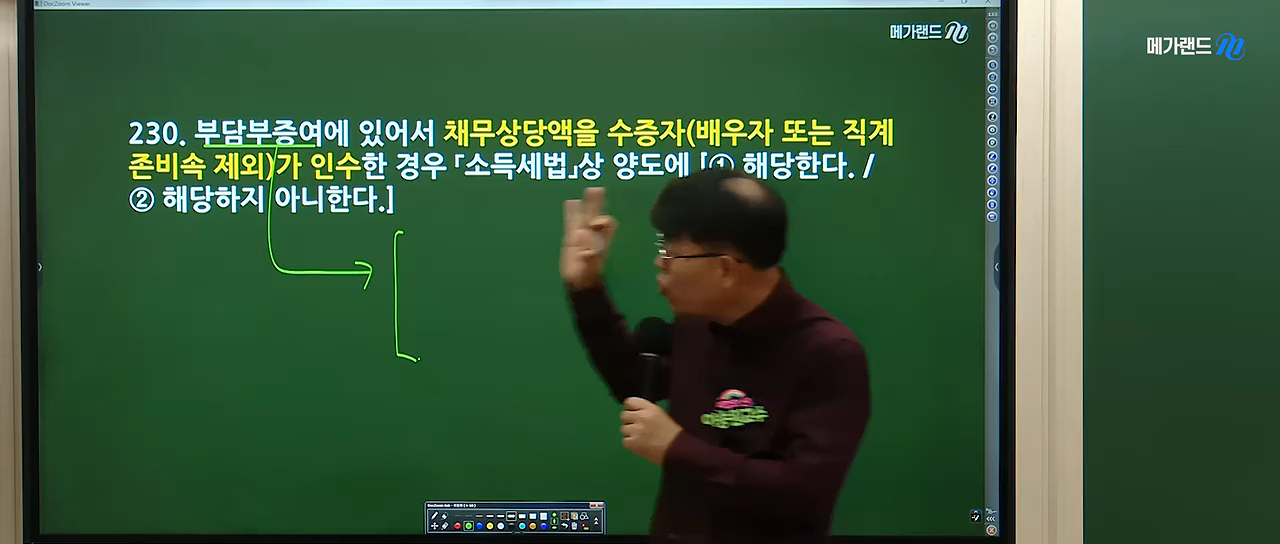 DocZoom Viewer
메가랜드
메가랜드
230. 부담부증여에 있어서 채무상당액을 수증자(배우자 또는 직계
존비속 제외)가 인수한 경우 「소득세법」상 양도에 [① 해당한다. /
② 해당하지 아니한다.]